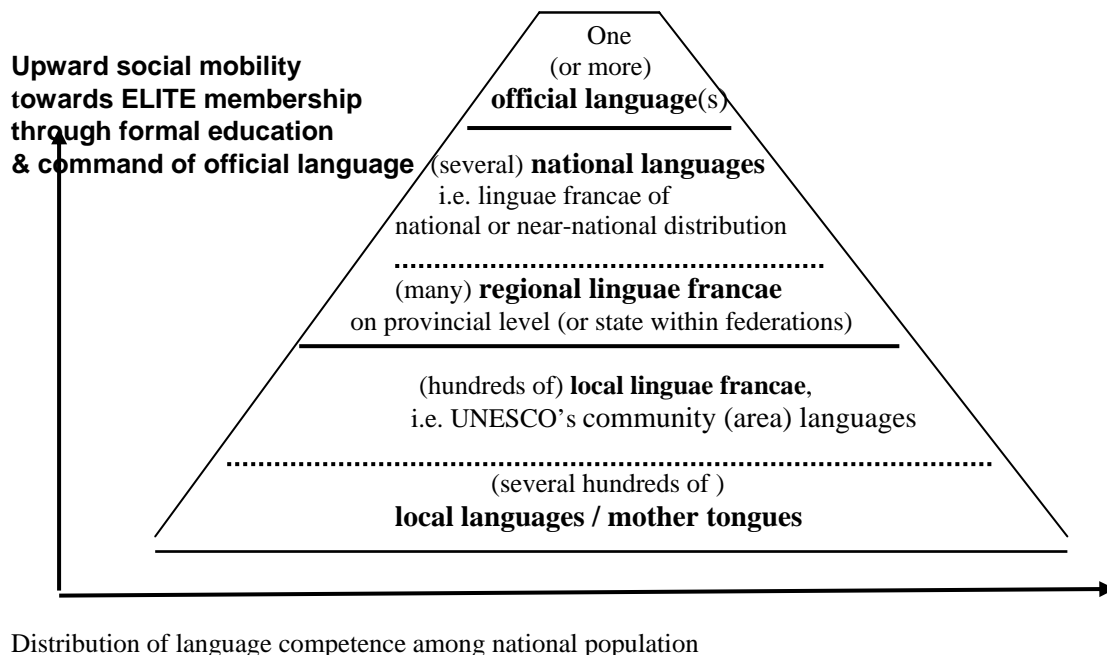 One
(or more)
official language(s)
Upward social mobility
towards ELITE membership
through formal education
& command of official language
(several) national languages
i.e. linguae francae of
national or near-national distribution
(many) regional linguae francae
on provincial level (or state within federations)
(hundreds of) local linguae francae,
i.e. UNESCO’s community (area) languages
(several hundreds of )
local languages / mother tongues
Distribution of language competence among national population